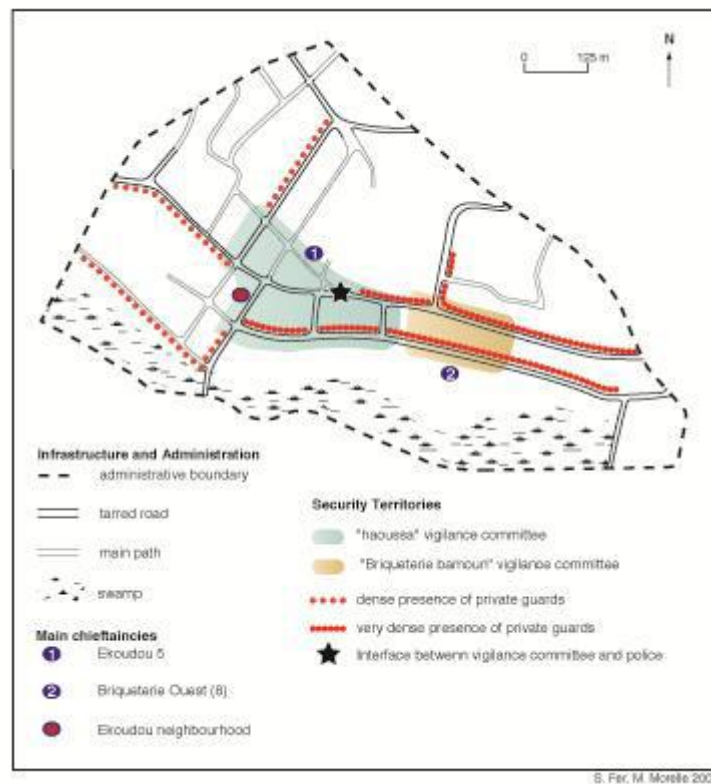 0 125 m
N
1
2
Infrastructure and Administration
administrative boundary
tarred road
main path
swamp
Main chieftaincies
1 Ekoudou 5
2 Briqueterie Ouest (8)
Ekoudou neighbourhood
Security Territories
"haoussa" vigilance committee
"Briqueterie bamoun" vigilance committee
dense presence of private guards
very dense presence of private guards
Interface betwenn vigilance committee and police
S. Fer, M. Morelle